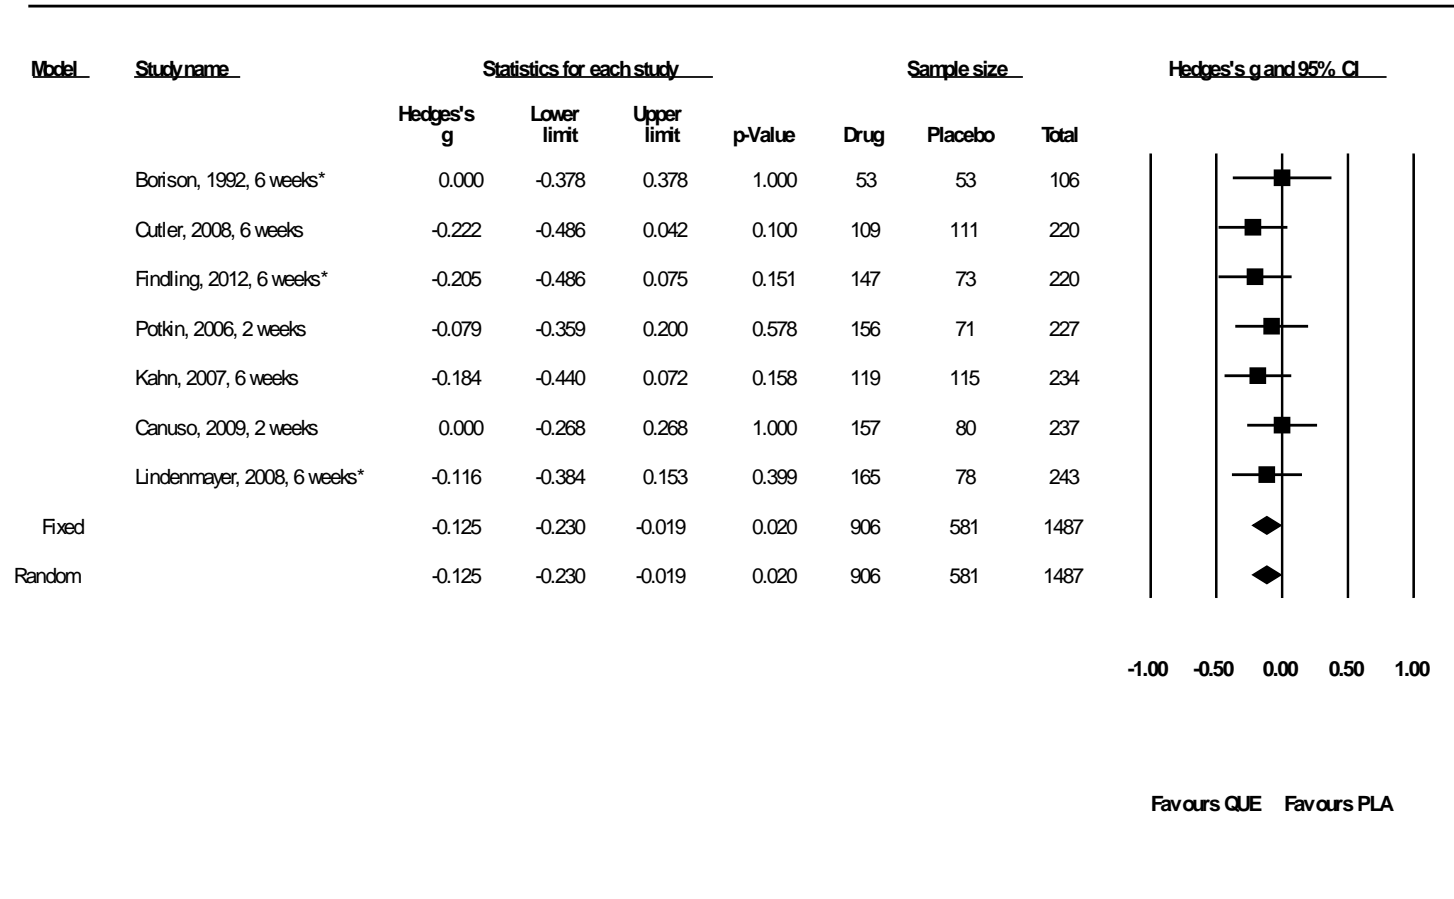 Model Study name Statistics for each study Sample size Hedges's g and 95% CI
Hedges's g Lower limit Upper limit p-Value Drug Placebo Total
Borison, 1992, 6 weeks* 0.000 -0.378 0.378 1.000 53 53 106
Cutler, 2008, 6 weeks -0.222 -0.486 0.042 0.100 109 111 220
Findling, 2012, 6 weeks* -0.205 -0.486 0.075 0.151 147 73 220
Potkin, 2006, 2 weeks -0.079 -0.359 0.200 0.578 156 71 227
Kahn, 2007, 6 weeks -0.184 -0.440 0.072 0.158 119 115 234
Canuso, 2009, 2 weeks 0.000 -0.268 0.268 1.000 157 80 237
Lindenmayer, 2008, 6 weeks* -0.116 -0.384 0.153 0.399 165 78 243
Fixed -0.125 -0.230 -0.019 0.020 906 581 1487
Random -0.125 -0.230 -0.019 0.020 906 581 1487
-1.00 -0.50 0.00 0.50 1.00
Favours QUE Favours PLA